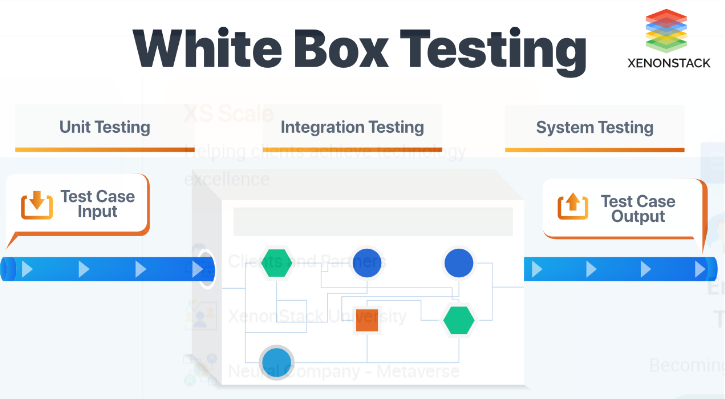 White Box Testing
XENONSTACK
Unit Testing
Integration Testing
System Testing
XS Scale
Helping clients achieve technology
excellence
Test Case
Input
Test Case
Output
Clients and Partners
XenonStack University
Neural Company - Metaverse
Becoming